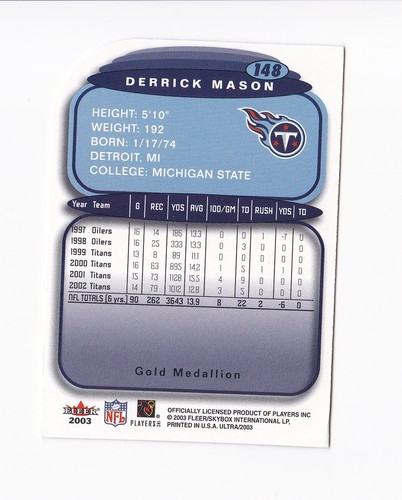 148
DERRICK MASON
HEIGHT: 5'10"
WEIGHT: 192
BORN: 1/17/74
DETROIT, MI
COLLEGE: MICHIGAN STATE
T
Year Team G REC YDS AVG 100/GM TD RUSH YDS TD
1997 Oilers 16 14 186 13.3 0 0 1 -7 0
1998 Oilers 16 25 333 13.3 0 3 0 0 0
1999 Titans 13 8 89 11.1 0 0 0 0 0
2000 Titans 16 63 895 14.2 1 5 1 1 0
2001 Titans 15 73 1128 15.5 4 9 0 0 0
2002 Titans 14 79 1012 12.8 3 5 0 0 0
NFL TOTALS (6 yrs.) 90 262 3643 13.9 8 22 2 -6 0
Gold Medallion
FLEER
2003
NFL
PLAYERS INC
OFFICIALLY LICENSED PRODUCT OF PLAYERS INC
© 2003 FLEER/SKYBOX INTERNATIONAL LP,
PRINTED IN U.S.A. ULTRA/2003